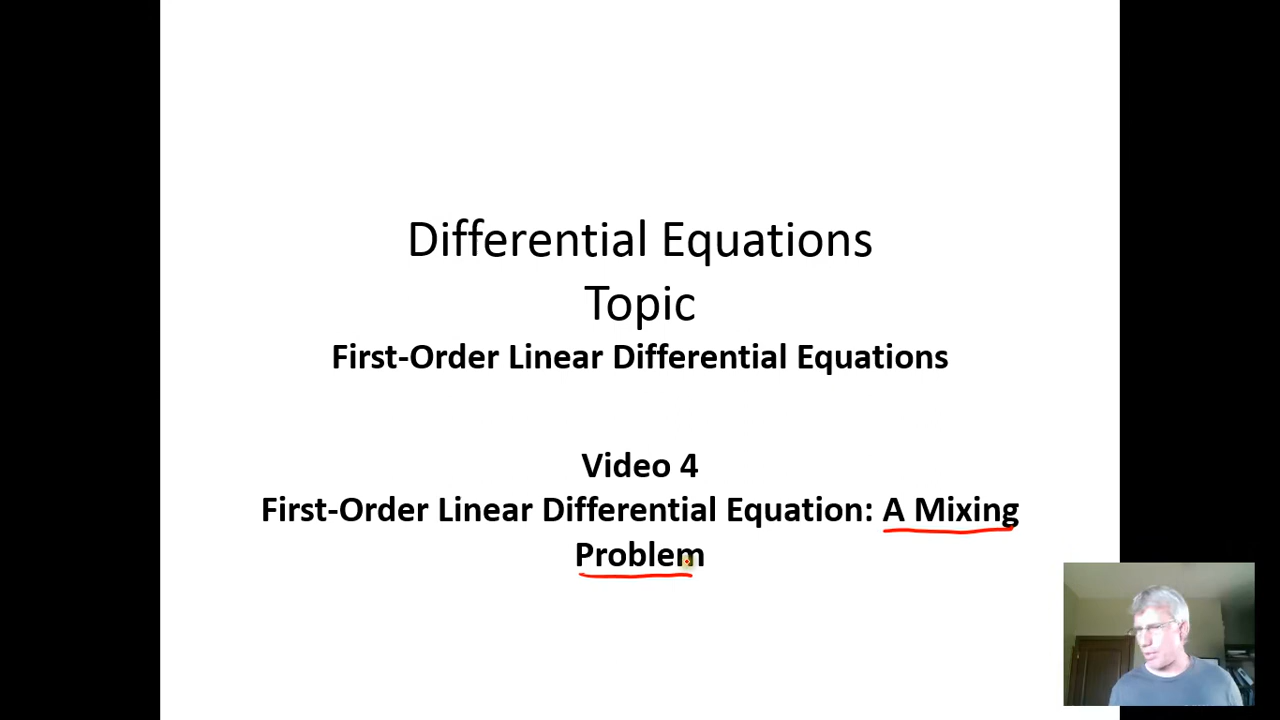 Differential Equations
Topic
First-Order Linear Differential Equations
Video 4
First-Order Linear Differential Equation: A Mixing
Problem